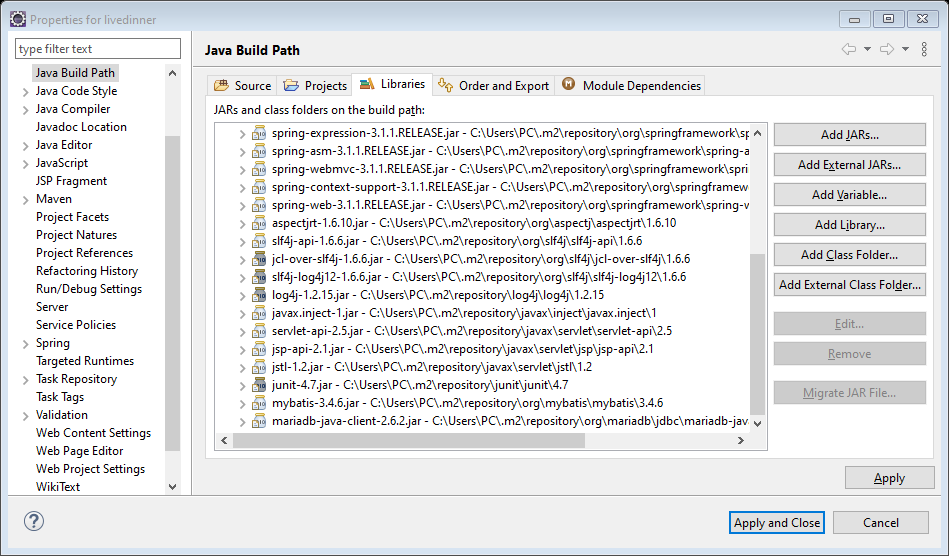 Properties for livedinner
type filter text
Java Build Path
Java Code Style
Java Compiler
Javadoc Location
Java Editor
JavaScript
JSP Fragment
Maven
Project Facets
Project Natures
Project References
Refactoring History
Run/Debug Settings
Server
Service Policies
Spring
Targeted Runtimes
Task Repository
Task Tags
Validation
Web Content Settings
Web Page Editor
Web Project Settings
WikiText
Java Build Path
Source
Projects
Libraries
Order and Export
Module Dependencies
JARs and class folders on the build path:
spring-expression-3.1.1.RELEASE.jar - C:\Users\PC\.m2\repository\org\springframework\sp
spring-asm-3.1.1.RELEASE.jar - C:\Users\PC\.m2\repository\org\springframework\spring-a
spring-webmvc-3.1.1.RELEASE.jar - C:\Users\PC\.m2\repository\org\springframework\spri
spring-context-support-3.1.1.RELEASE.jar - C:\Users\PC\.m2\repository\org\springframew
spring-web-3.1.1.RELEASE.jar - C:\Users\PC\.m2\repository\org\springframework\spring-w
aspectjrt-1.6.10.jar - C:\Users\PC\.m2\repository\org\aspectj\aspectjrt\1.6.10
slf4j-api-1.6.6.jar - C:\Users\PC\.m2\repository\org\slf4j\slf4j-api\1.6.6
jcl-over-slf4j-1.6.6.jar - C:\Users\PC\.m2\repository\org\slf4j\jcl-over-slf4j\1.6.6
slf4j-log4j12-1.6.6.jar - C:\Users\PC\.m2\repository\org\slf4j\slf4j-log4j12\1.6.6
log4j-1.2.15.jar - C:\Users\PC\.m2\repository\log4j\log4j\1.2.15
javax.inject-1.jar - C:\Users\PC\.m2\repository\javax\inject\javax.inject\1
servlet-api-2.5.jar - C:\Users\PC\.m2\repository\javax\servlet\servlet-api\2.5
jsp-api-2.1.jar - C:\Users\PC\.m2\repository\javax\servlet\jsp\jsp-api\2.1
jstl-1.2.jar - C:\Users\PC\.m2\repository\javax\servlet\jstl\1.2
junit-4.7.jar - C:\Users\PC\.m2\repository\junit\junit\4.7
mybatis-3.4.6.jar - C:\Users\PC\.m2\repository\org\mybatis\mybatis\3.4.6
mariadb-java-client-2.6.2.jar - C:\Users\PC\.m2\repository\org\mariadb\jdbc\mariadb-jav
Add JARs...
Add External JARs...
Add Variable...
Add Library...
Add Class Folder...
Add External Class Folder...
Edit...
Remove
Migrate JAR File...
Apply
Apply and Close
Cancel